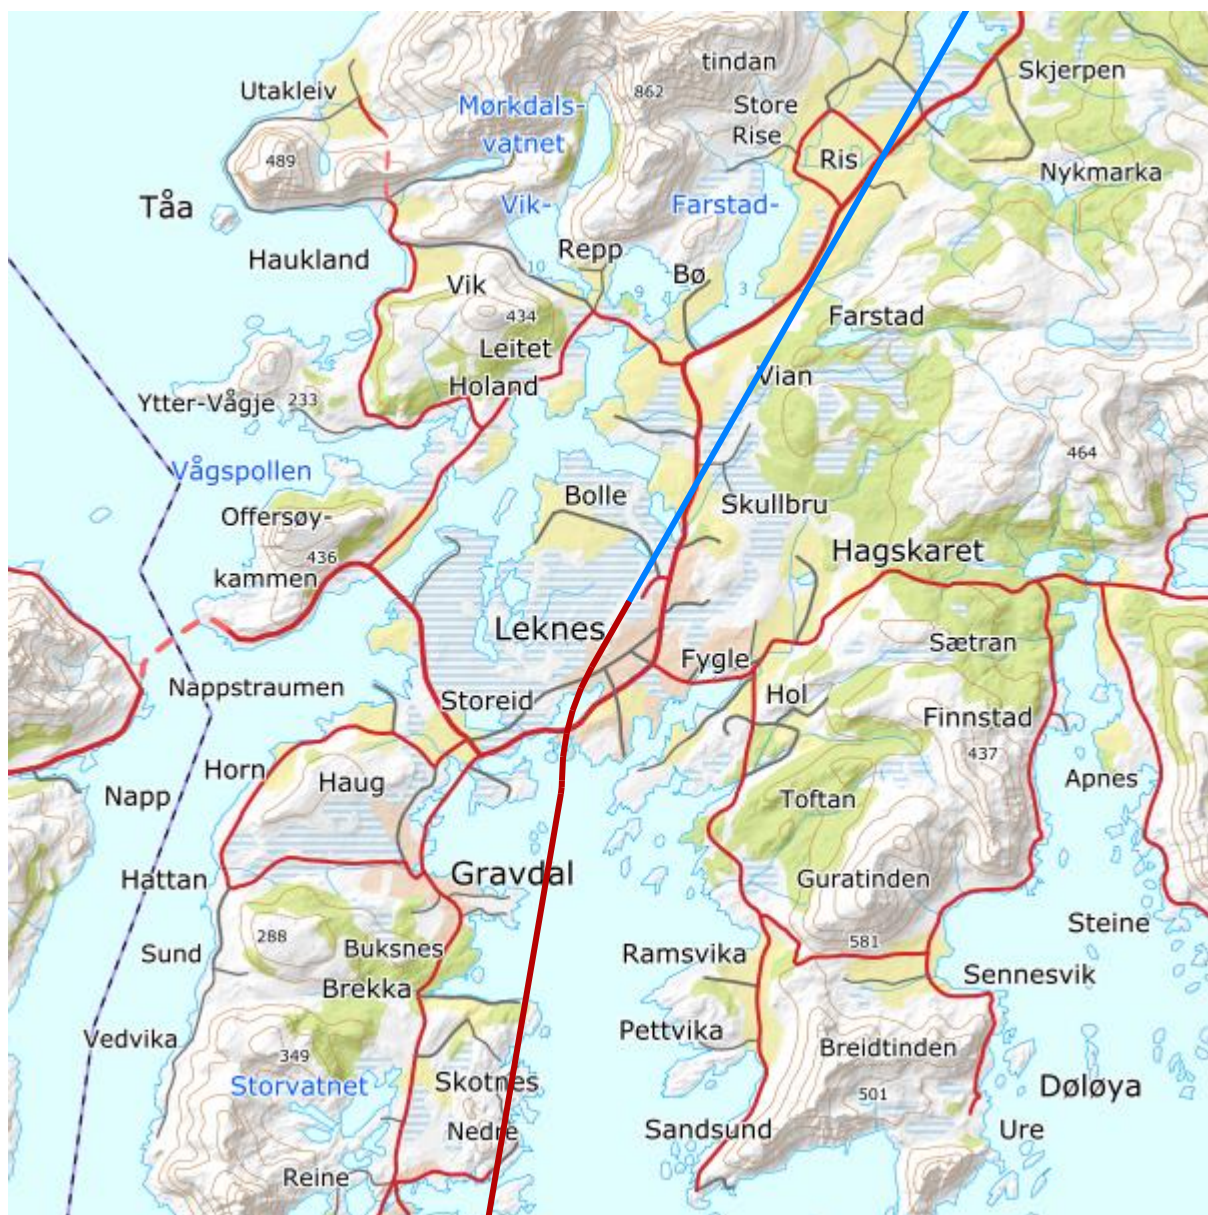 tindan
Skjerpen
Utakleiv
862
Mørkdals-
vatnet
Store
Rise
489
Ris
Nykmarka
Tåa
Vik-
Farstad-
Haukland
Repp
10
Bø
Vik
9
4
3
434
Farstad
Leitet
Holand
Vian
Ytter-Vågje
233
464
Vågspollen
Bolle
Offersøy-
kammen
436
Skullbru
Hagskaret
Leknes
Sætran
Fygle
Nappstraumen
Hol
Storeid
Finnstad
437
Horn
Haug
Apnes
Napp
Toftan
Gravdal
Hattan
Guratinden
Steine
288
Buksnes
581
Sund
Ramsvika
Sennesvik
Brekka
Pettvika
Vedvika
349
Breidtinden
Storvatnet
Skotnes
501
Døløya
Nedre
Sandsund
Ure
Reine